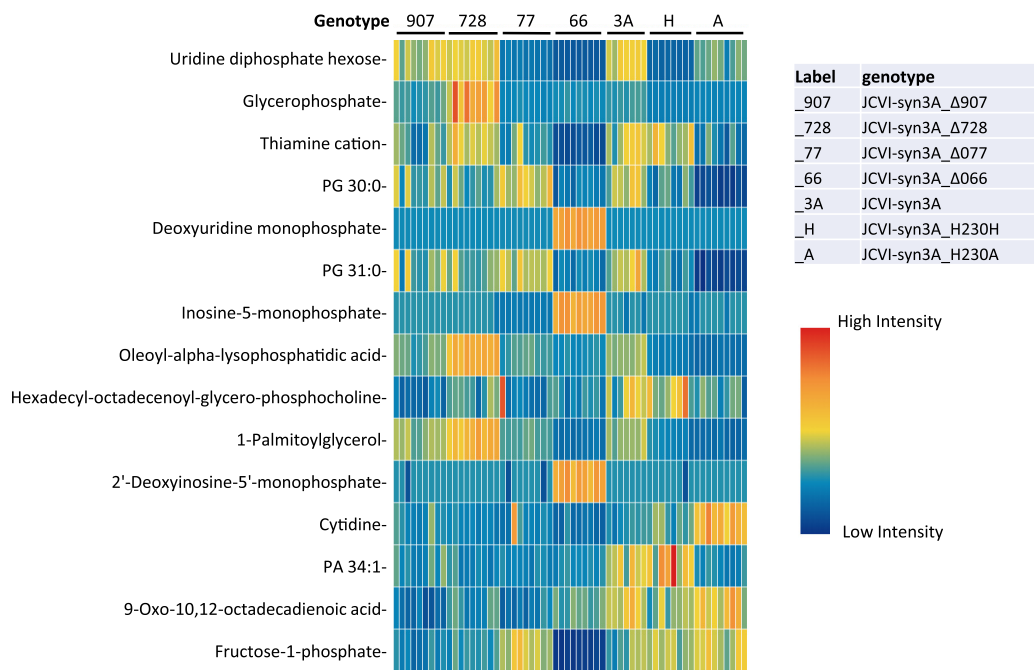 Genotype 907 728 77 66 3A H A
Uridine diphosphate hexose-
Glycerophosphate-
Thiamine cation-
PG 30:0-
Deoxyuridine monophosphate-
PG 31:0-
Inosine-5-monophosphate-
Oleoyl-alpha-lysophosphatidic acid-
Hexadecyl-octadecenoyl-glycero-phosphocholine-
1-Palmitoylglycerol-
2'-Deoxyinosine-5'-monophosphate-
Cytidine-
PA 34:1-
9-Oxo-10,12-octadecadienoic acid-
Fructose-1-phosphate-
Label genotype
_907 JCVI-syn3A_Δ907
_728 JCVI-syn3A_Δ728
_77 JCVI-syn3A_Δ077
_66 JCVI-syn3A_Δ066
_3A JCVI-syn3A
_H JCVI-syn3A_H230H
_A JCVI-syn3A_H230A
High Intensity
Low Intensity